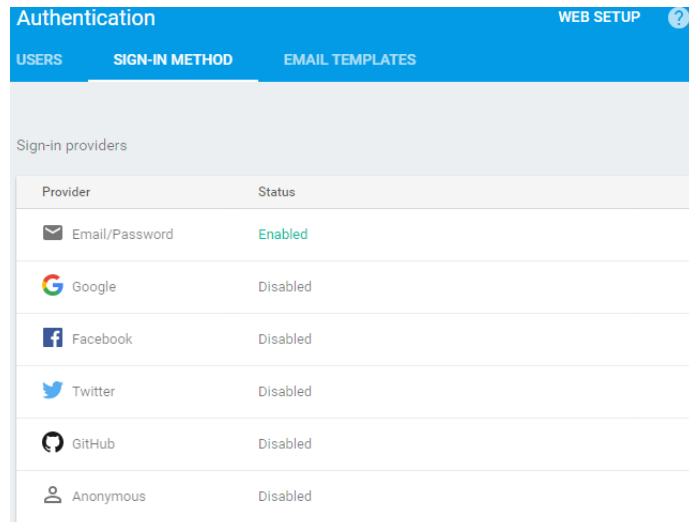 Authentication WEB SETUP ?
USERS SIGN-IN METHOD EMAIL TEMPLATES
Sign-in providers
Provider Status
Email/Password Enabled
Google Disabled
Facebook Disabled
Twitter Disabled
GitHub Disabled
Anonymous Disabled